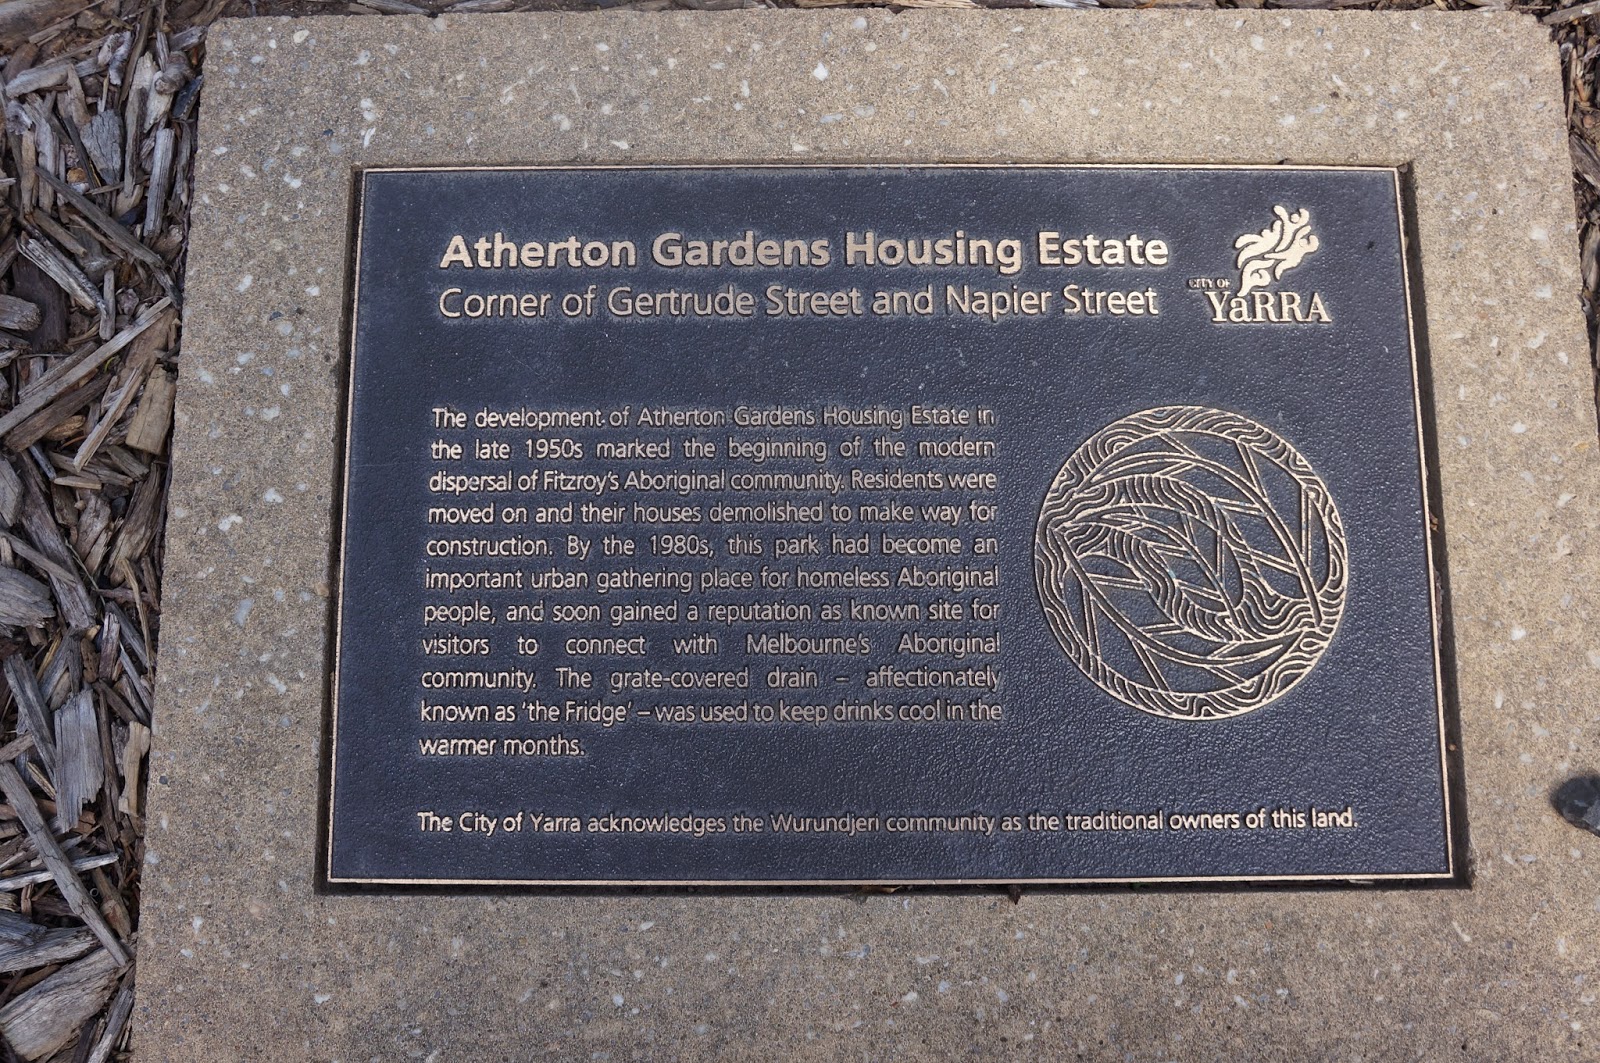 Atherton Gardens Housing Estate
Corner of Gertrude Street and Napier Street
CITY OF
YaRRA
The development of Atherton Gardens Housing Estate in
the late 1950s marked the beginning of the modern
dispersal of Fitzroy's Aboriginal community. Residents were
moved on and their houses demolished to make way for
construction. By the 1980s, this park had become an
important urban gathering place for homeless Aboriginal
people, and soon gained a reputation as known site for
visitors to connect with Melbourne's Aboriginal
community. The grate-covered drain – affectionately
known as 'the Fridge' – was used to keep drinks cool in the
warmer months.
The City of Yarra acknowledges the Wurundjeri community as the traditional owners of this land.